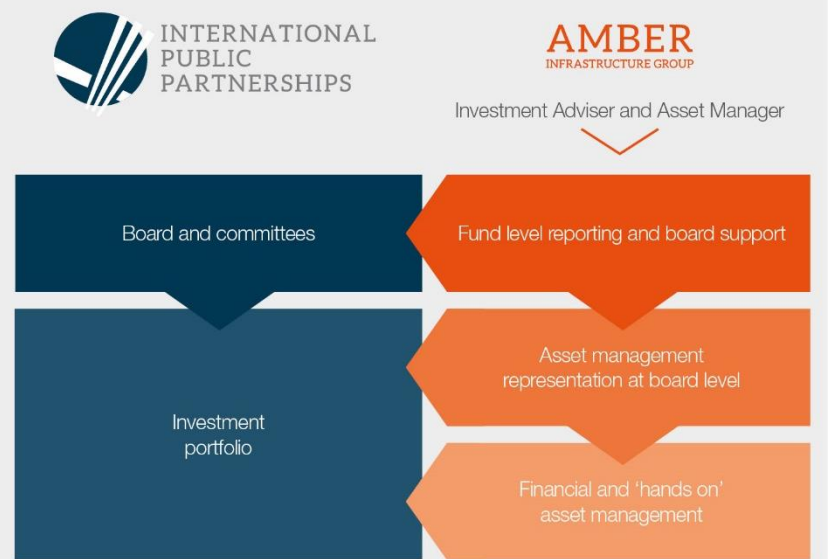 INTERNATIONAL
PUBLIC
PARTNERSHIPS
AMBER
INFRASTRUCTURE GROUP
Investment Adviser and Asset Manager
Board and committees
Fund level reporting and board support
Investment
portfolio
Asset management
representation at board level
Financial and ‘hands on’
asset management